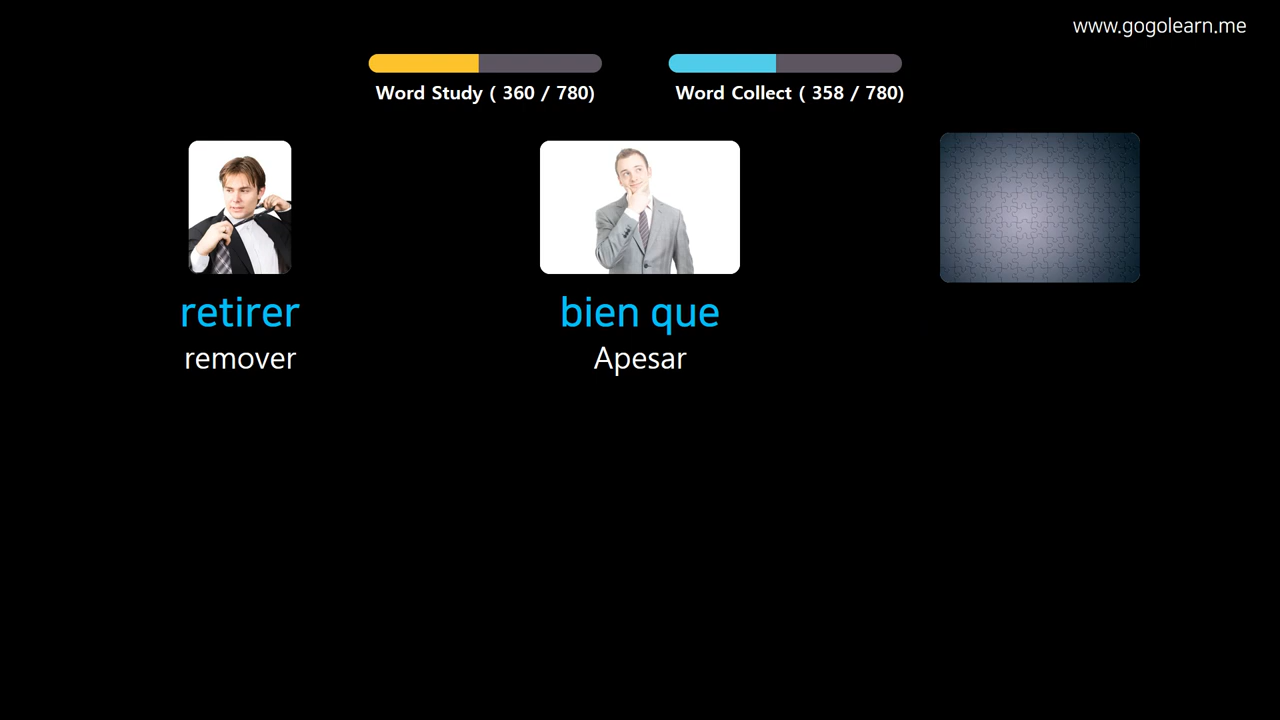 www.gogolearn.me
Word Study ( 360 / 780)
Word Collect ( 358 / 780)
retirer
remover
bien que
Apesar